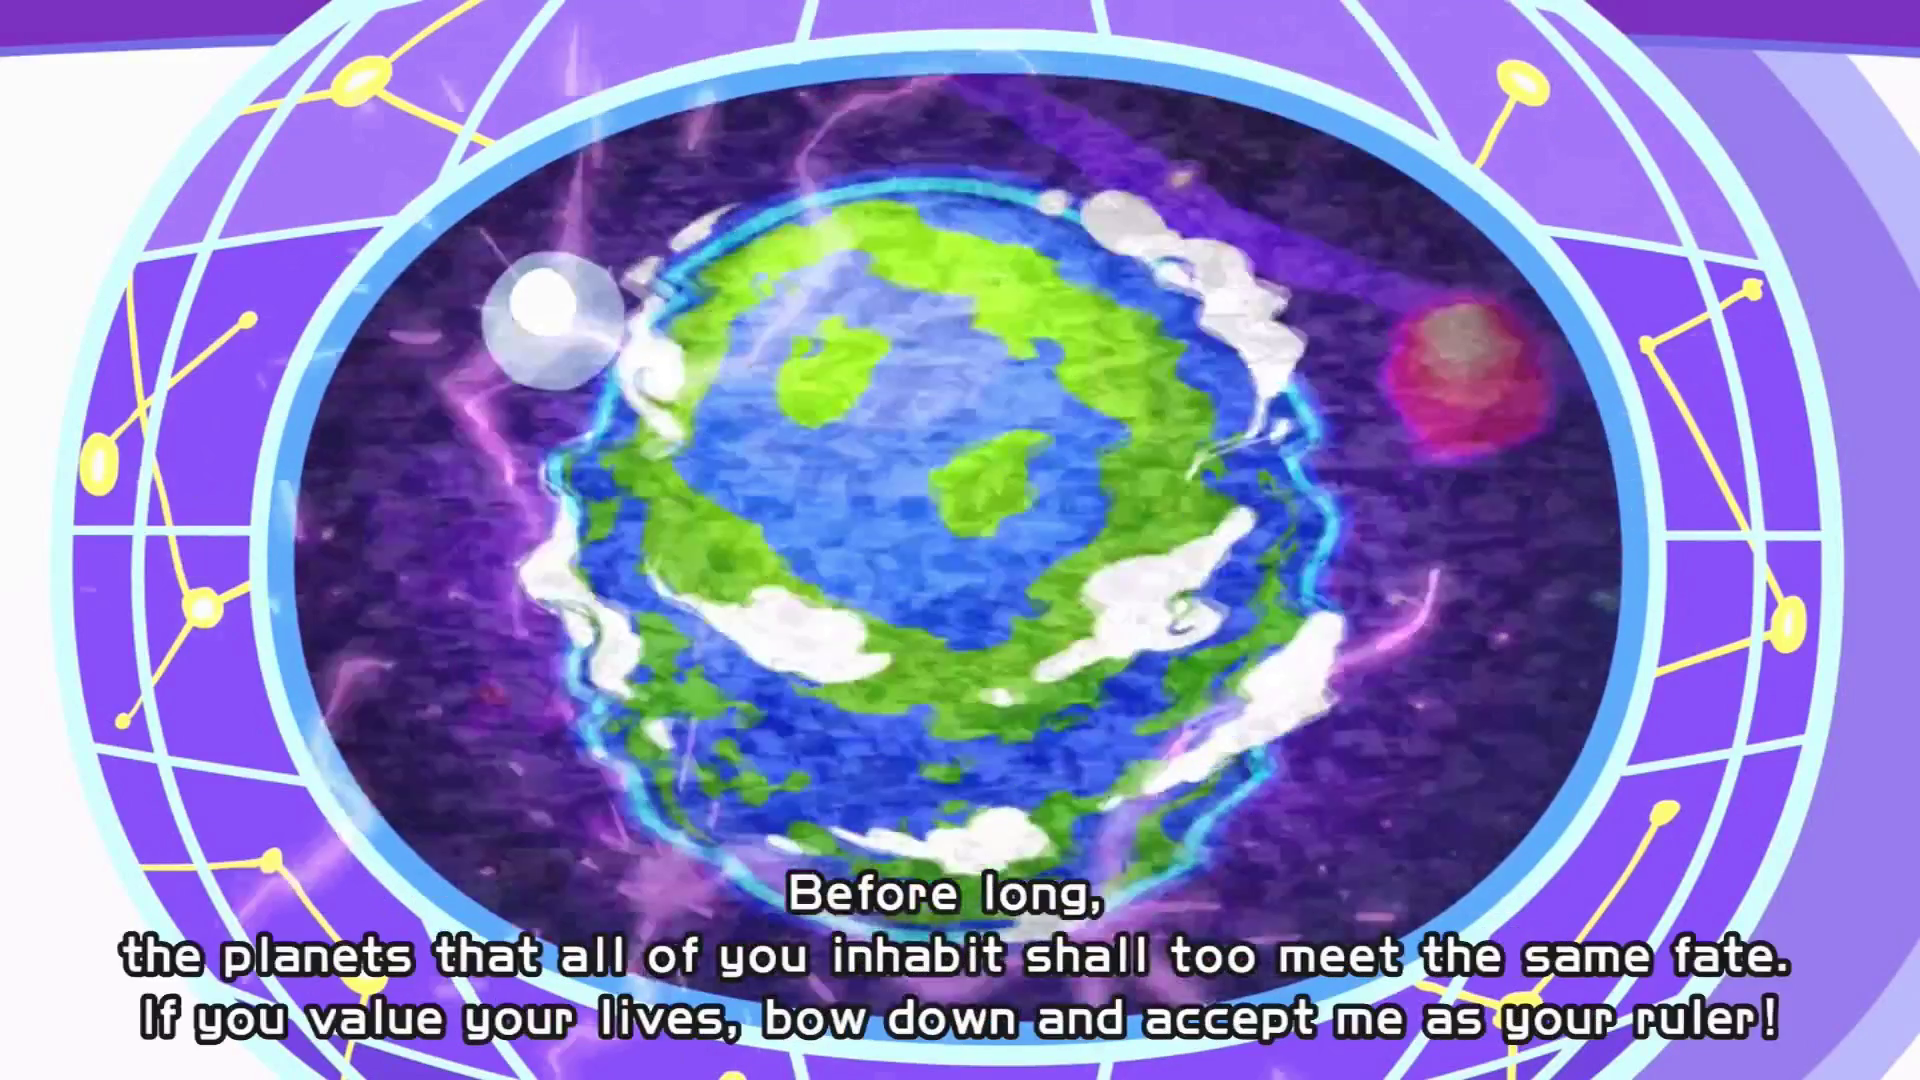 Before long,
the planets that all of you inhabit shall too meet the same fate.
If you value your lives, bow down and accept me as your ruler!